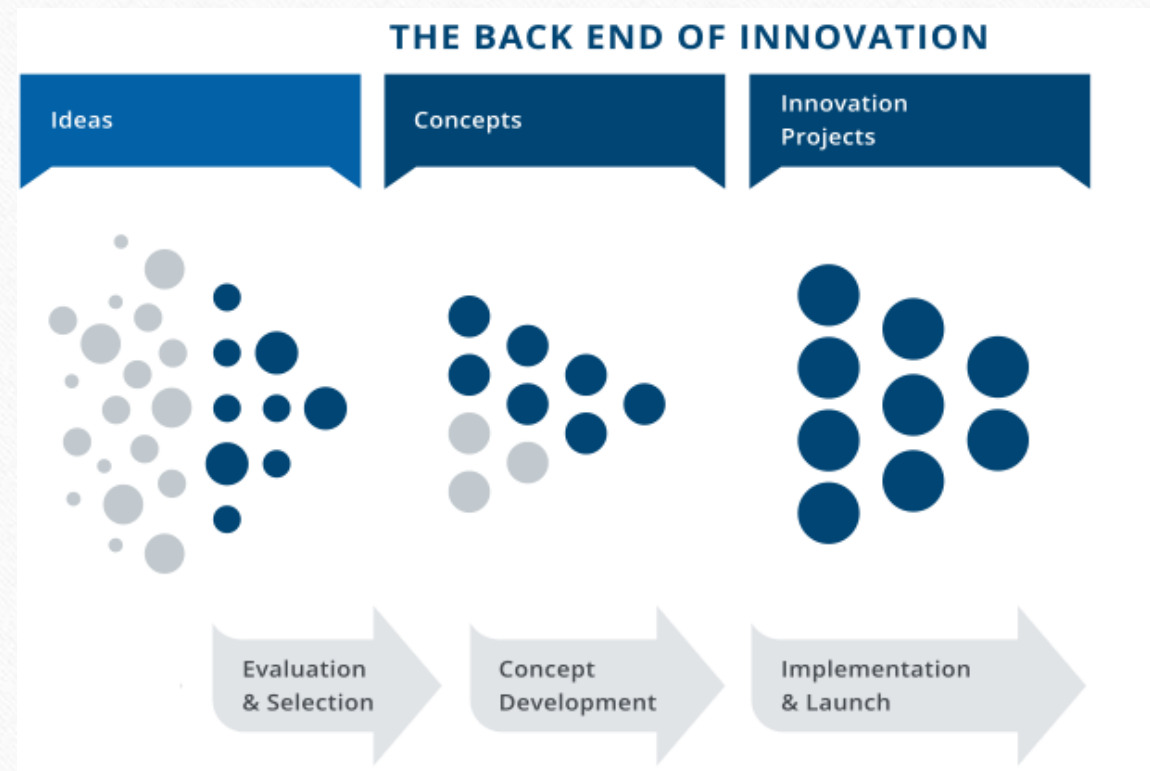 THE BACK END OF INNOVATION
Ideas
Concepts
Innovation
Projects
Evaluation
& Selection
Concept
Development
Implementation
& Launch